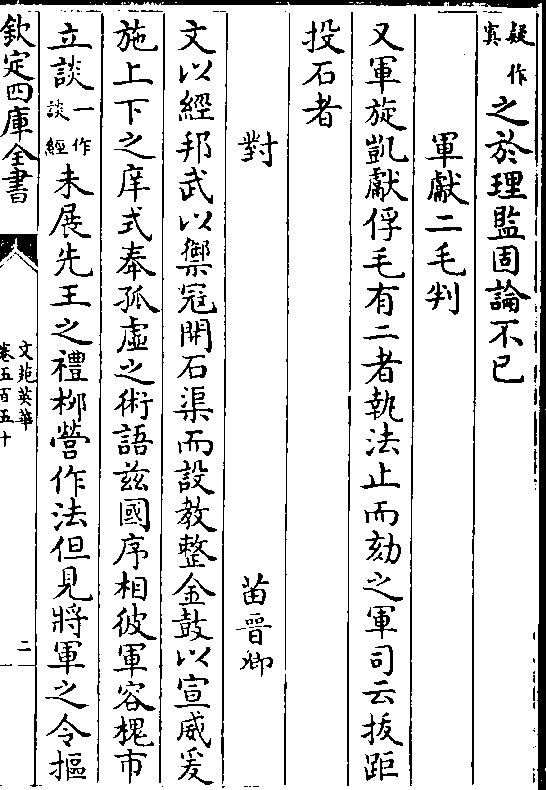 疑作寘之於理監固論不已
軍獻二毛判
又軍旋凱獻俘毛有二者執法止而劾之軍司云拔距
投石者
對 苗晉卿
文以經邦武以禦寇開石渠而設教整金鼓以宣威爰
施上下之庠式奉孤虛之術語兹國序相彼軍容槐市
立談一作談經未展先王之禮栁營作法但見將軍之令摳
欽定四庫全書
文苑英華
卷五百五十
二